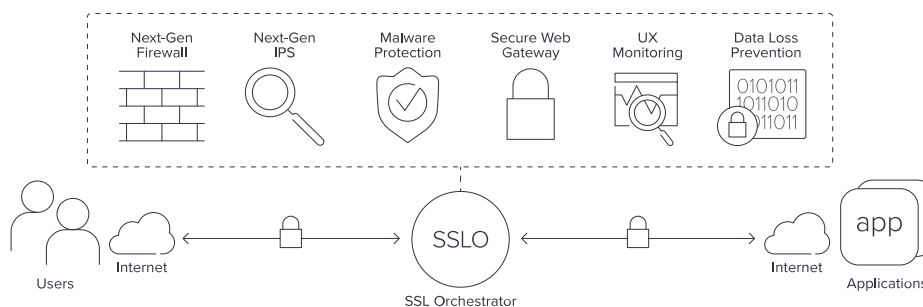 Next-Gen
Firewall
Next-Gen
IPS
Malware
Protection
Secure Web
Gateway
UX
Monitoring
Data Loss
Prevention
0101011
1011010
011011
SSLO
app
Internet
Internet
Users
Applications
SSL Orchestrator